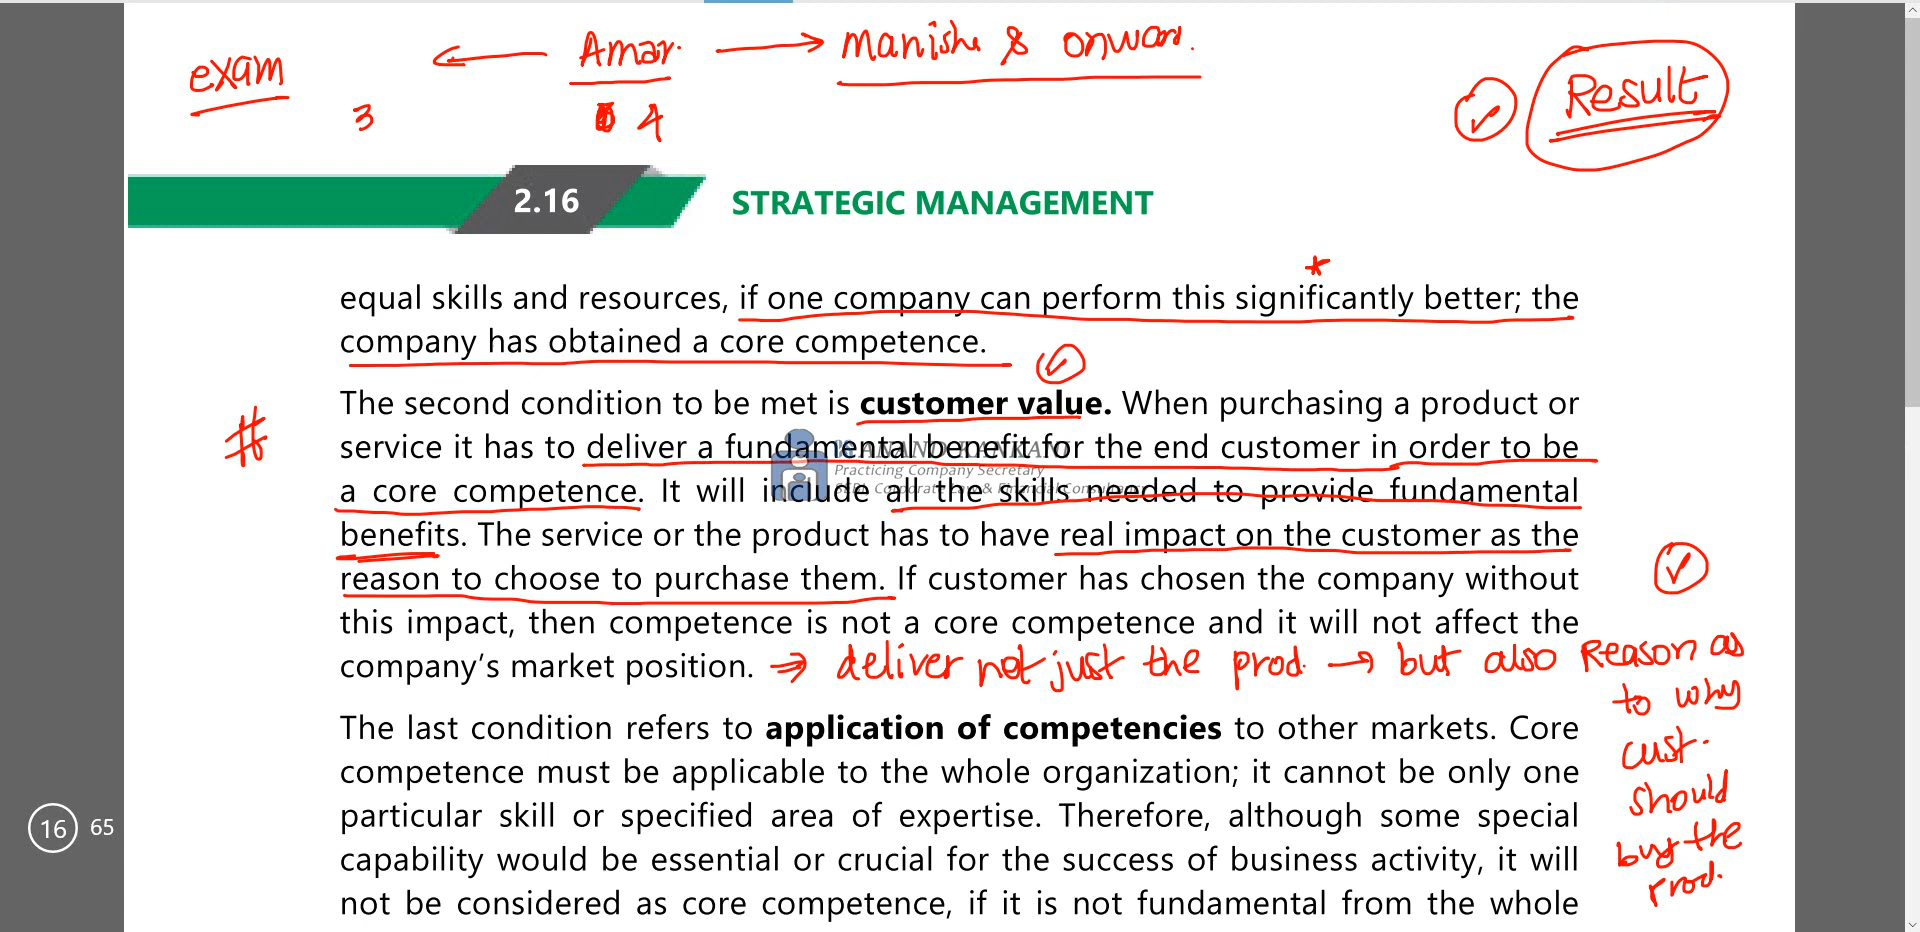 exam ← Amar. → manisha & onwar.
3 4
Result
2.16 STRATEGIC MANAGEMENT
equal skills and resources, if one company can perform this significantly better; the
company has obtained a core competence.
The second condition to be met is customer value. When purchasing a product or
service it has to deliver a fundamental benefit for the end customer in order to be
ANAND KANKANI
Practicing Company Secretary
a core competence. It will include all the skills needed to provide fundamental
benefits. The service or the product has to have real impact on the customer as the
reason to choose to purchase them. If customer has chosen the company without
this impact, then competence is not a core competence and it will not affect the
company’s market position. ⇒ deliver not just the prod. → but also Reason as
to why
cust.
should
buy the
prod.
The last condition refers to application of competencies to other markets. Core
competence must be applicable to the whole organization; it cannot be only one
particular skill or specified area of expertise. Therefore, although some special
capability would be essential or crucial for the success of business activity, it will
not be considered as core competence, if it is not fundamental from the whole
16 65